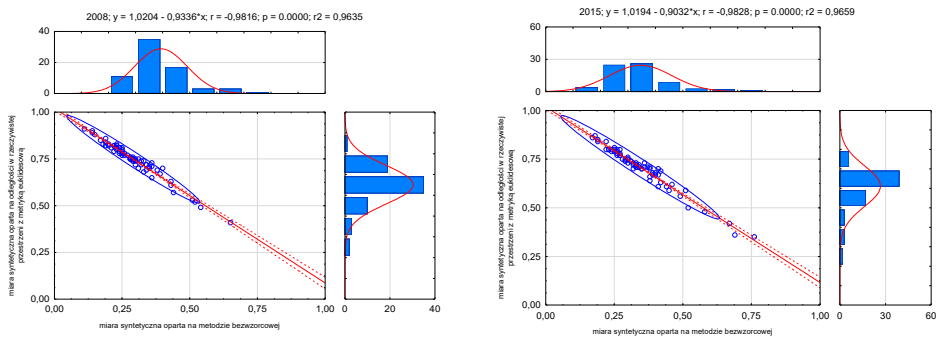 2008; y = 1,0204 - 0,9336*x; r = -0,9816; p = 0.0000; r2 = 0,9635
40
20
0
1,00
0,75
0,50
0,25
0,00
miara syntetyczna oparta na odległości w rzeczywistej
przestrzeni z metryką euklidesową
0,00 0,25 0,50 0,75 1,00
miara syntetyczna oparta na metodzie bezwzorcowej
0 20 40
2015; y = 1,0194 - 0,9032*x; r = -0,9828; p = 0.0000; r2 = 0,9659
60
30
0
1,00
0,75
0,50
0,25
0,00
miara syntetyczna oparta na odległości w rzeczywistej
przestrzeni z metryką euklidesową
0,00 0,25 0,50 0,75 1,00
miara syntetyczna oparta na metodzie bezwzorcowej
0 30 60